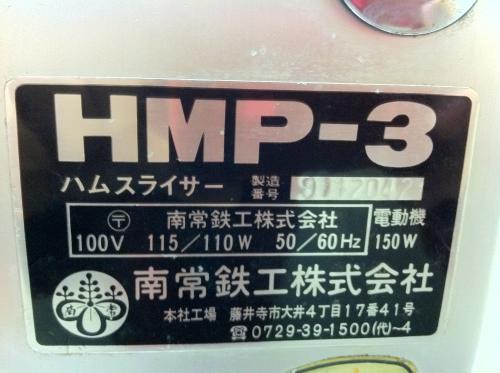 HMP-3
ハムスライサー 製造番号
〒 南常鉄工株式会社 電動機
100V 115/110W 50/60Hz 150W
南常鉄工株式会社
本社工場 藤井寺市大井4丁目17番41号
☎0729-39-1500(代)~4